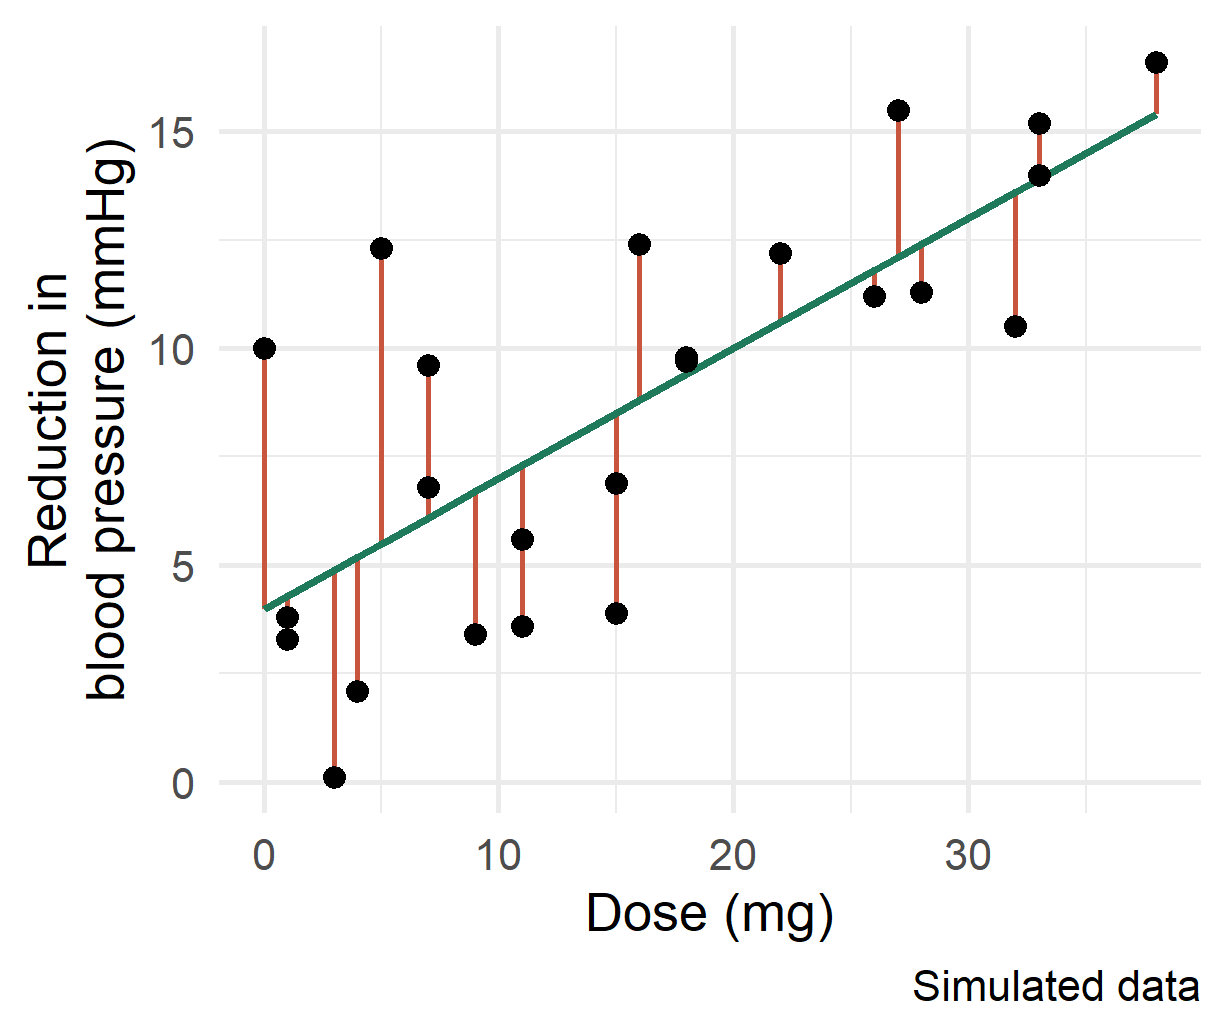 Reduction in
blood pressure (mmHg)
15
10
5
0
0 10 20 30
Dose (mg)
Simulated data